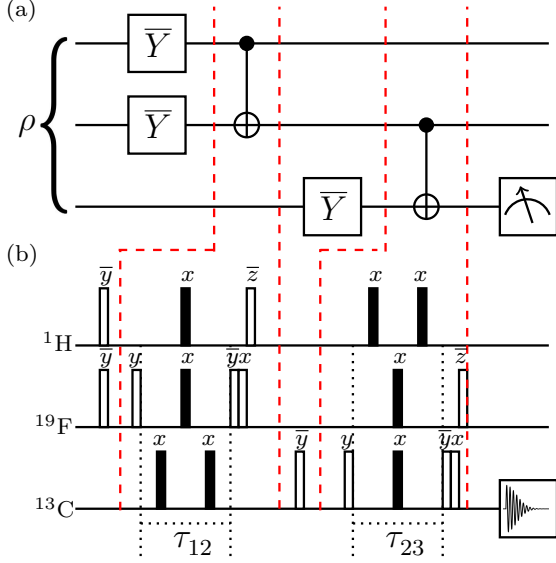 (a)
Y̅
ρ
Y̅
Y̅
(b)
y̅ x z̅ x x
¹H
y̅ y x y̅ x x z̅
¹⁹F
x x y̅ y x y̅ x
¹³C
τ₁₂ τ₂₃